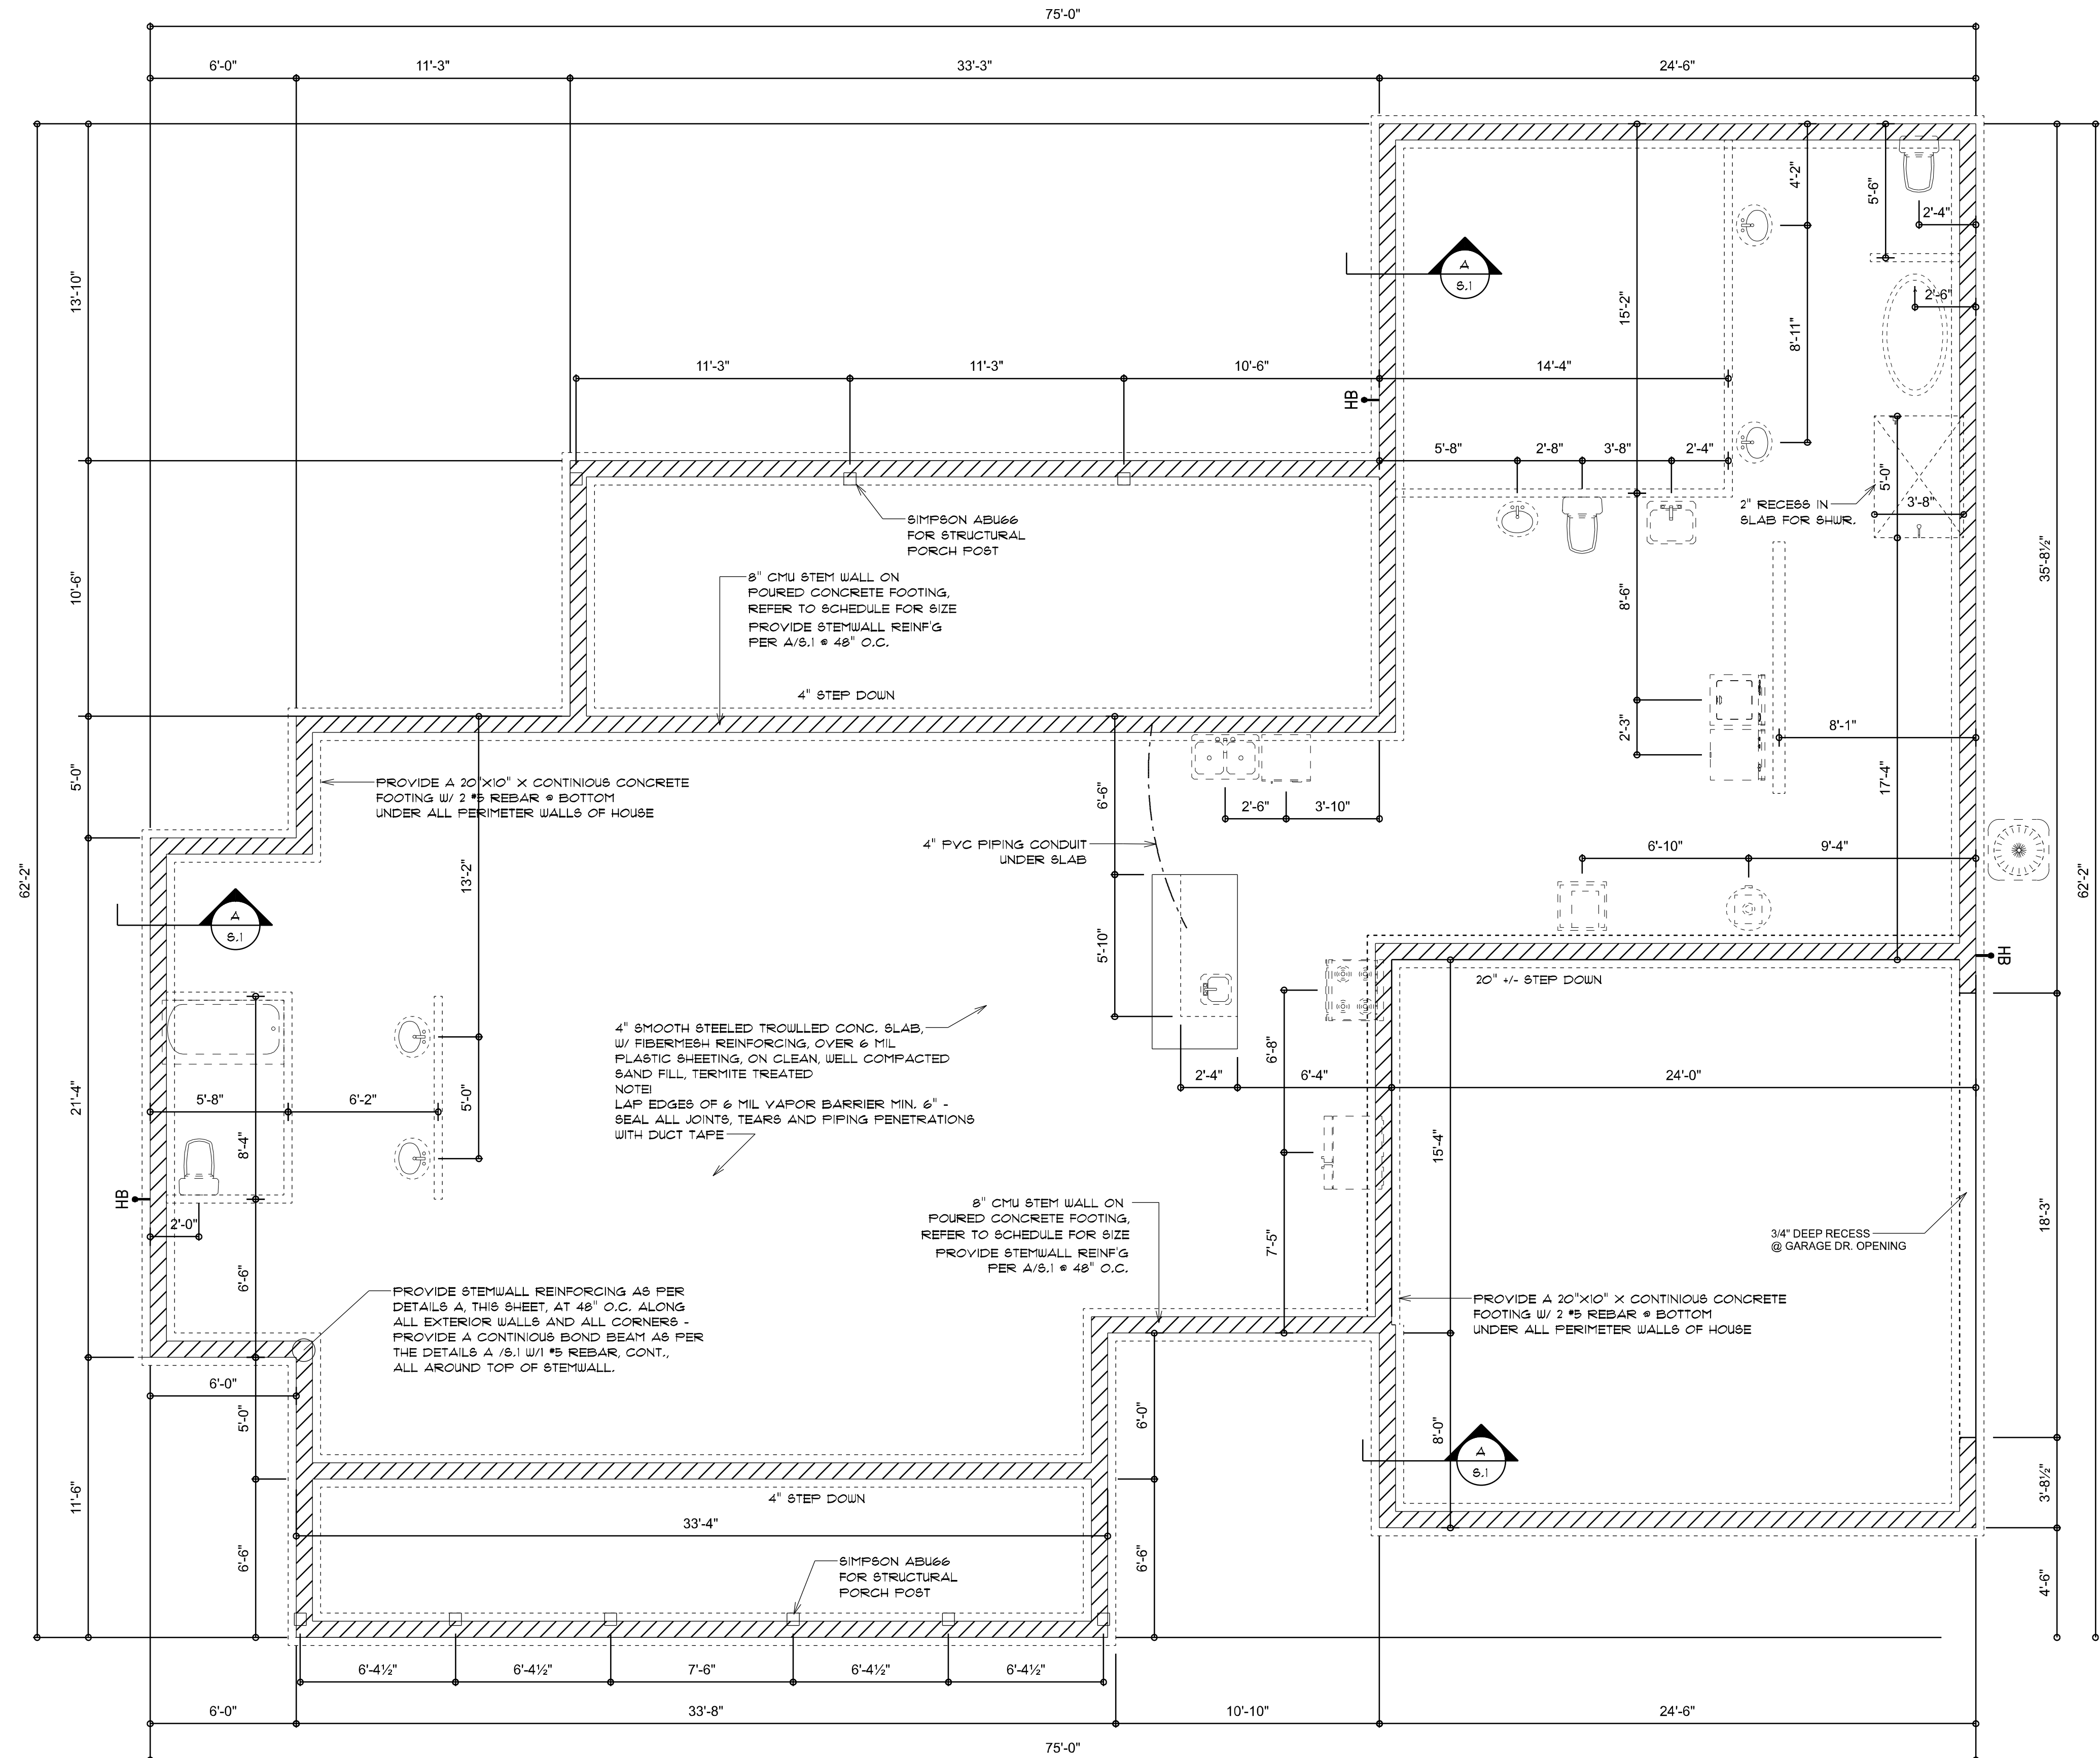 75'-0"
6'-0" 11'-3" 33'-3" 24'-6"
4'-2"
5'-6"
2'-4"
A
S.1
13'-10"
15'-2"
2'-6"
8'-11"
11'-3" 11'-3" 10'-6" 14'-4"
HB
5'-8" 2'-8" 3'-8" 2'-4"
5'-0"
3'-8"
2" RECESS IN
SLAB FOR SHWR.
SIMPSON ABU66
FOR STRUCTURAL
PORCH POST
35'-8½"
8" CMU STEM WALL ON
POURED CONCRETE FOOTING,
REFER TO SCHEDULE FOR SIZE
PROVIDE STEMWALL REINF'G
PER A/S.1 @ 48" O.C.
10'-6"
8'-6"
4" STEP DOWN
2'-3"
8'-1"
5'-0"
17'-4"
PROVIDE A 20"X10" X CONTINIOUS CONCRETE
FOOTING W/ 2 #5 REBAR @ BOTTOM
UNDER ALL PERIMETER WALLS OF HOUSE
6'-6"
2'-6" 3'-10"
4" PVC PIPING CONDUIT
UNDER SLAB
6'-10" 9'-4"
13'-2"
62'-2"
62'-2"
A
S.1
5'-10"
HB
20" +/- STEP DOWN
4" SMOOTH STEELED TROWLLED CONC. SLAB,
W/ FIBERMESH REINFORCING, OVER 6 MIL
PLASTIC SHEETING, ON CLEAN, WELL COMPACTED
SAND FILL, TERMITE TREATED
NOTE!
LAP EDGES OF 6 MIL VAPOR BARRIER MIN. 6" -
SEAL ALL JOINTS, TEARS AND PIPING PENETRATIONS
WITH DUCT TAPE
6'-8"
2'-4" 6'-4" 24'-0"
21'-4"
5'-8" 6'-2"
5'-0"
8'-4"
15'-4"
HB
2'-0"
8" CMU STEM WALL ON
POURED CONCRETE FOOTING,
REFER TO SCHEDULE FOR SIZE
PROVIDE STEMWALL REINF'G
PER A/S.1 @ 48" O.C.
7'-5"
18'-3"
3/4" DEEP RECESS
@ GARAGE DR. OPENING
6'-6"
PROVIDE STEMWALL REINFORCING AS PER
DETAILS A, THIS SHEET, AT 48" O.C. ALONG
ALL EXTERIOR WALLS AND ALL CORNERS -
PROVIDE A CONTINIOUS BOND BEAM AS PER
THE DETAILS A /S.1 W/1 #5 REBAR, CONT.,
ALL AROUND TOP OF STEMWALL.
PROVIDE A 20"X10" X CONTINIOUS CONCRETE
FOOTING W/ 2 #5 REBAR @ BOTTOM
UNDER ALL PERIMETER WALLS OF HOUSE
6'-0"
5'-0"
6'-0"
8'-0"
A
S.1
11'-6"
3'-8½"
4" STEP DOWN
33'-4"
6'-6"
6'-6"
SIMPSON ABU66
FOR STRUCTURAL
PORCH POST
4'-6"
6'-4½" 6'-4½" 7'-6" 6'-4½" 6'-4½"
6'-0" 33'-8" 10'-10" 24'-6"
75'-0"